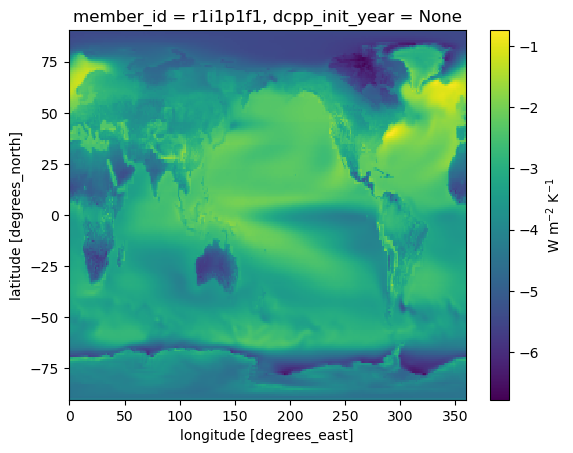 member_id = r1i1p1f1, dcpp_init_year = None
75
50
25
0
−25
−50
−75
latitude [degrees_north]
0 50 100 150 200 250 300 350
longitude [degrees_east]
−1
−2
−3
−4
−5
−6
W m⁻² K⁻¹